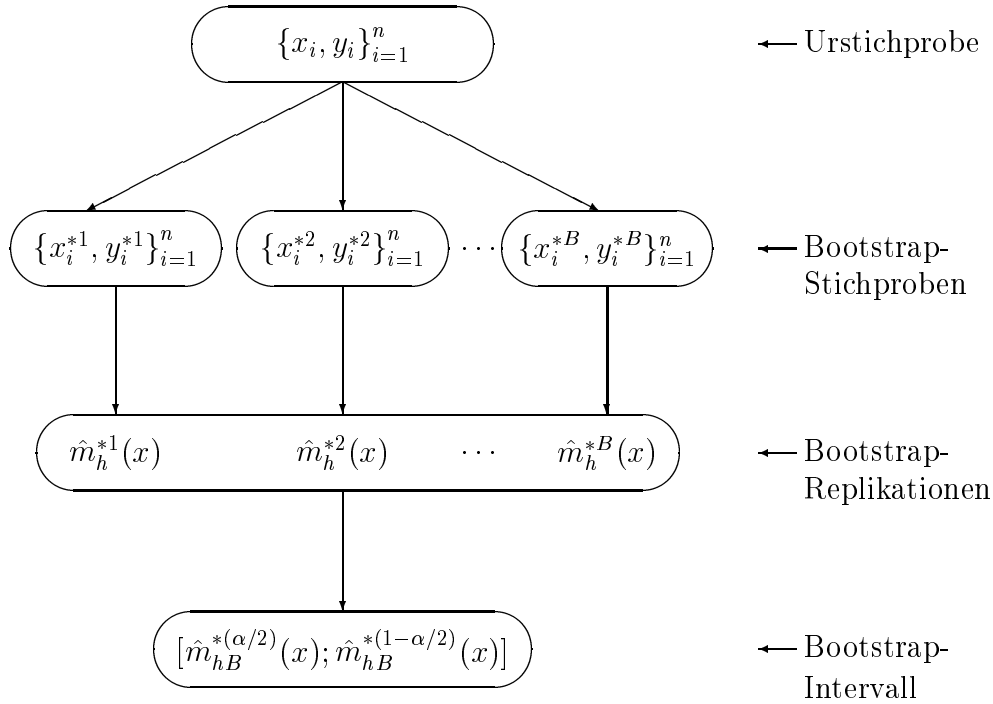 {x_i, y_i}_{i=1}^n ← Urstichprobe
{x_i^{*1}, y_i^{*1}}_{i=1}^n {x_i^{*2}, y_i^{*2}}_{i=1}^n ··· {x_i^{*B}, y_i^{*B}}_{i=1}^n ← Bootstrap-
Stichproben
m̂_h^{*1}(x) m̂_h^{*2}(x) ··· m̂_h^{*B}(x) ← Bootstrap-
Replikationen
[m̂_{hB}^{*(α/2)}(x); m̂_{hB}^{*(1−α/2)}(x)] ← Bootstrap-
Intervall